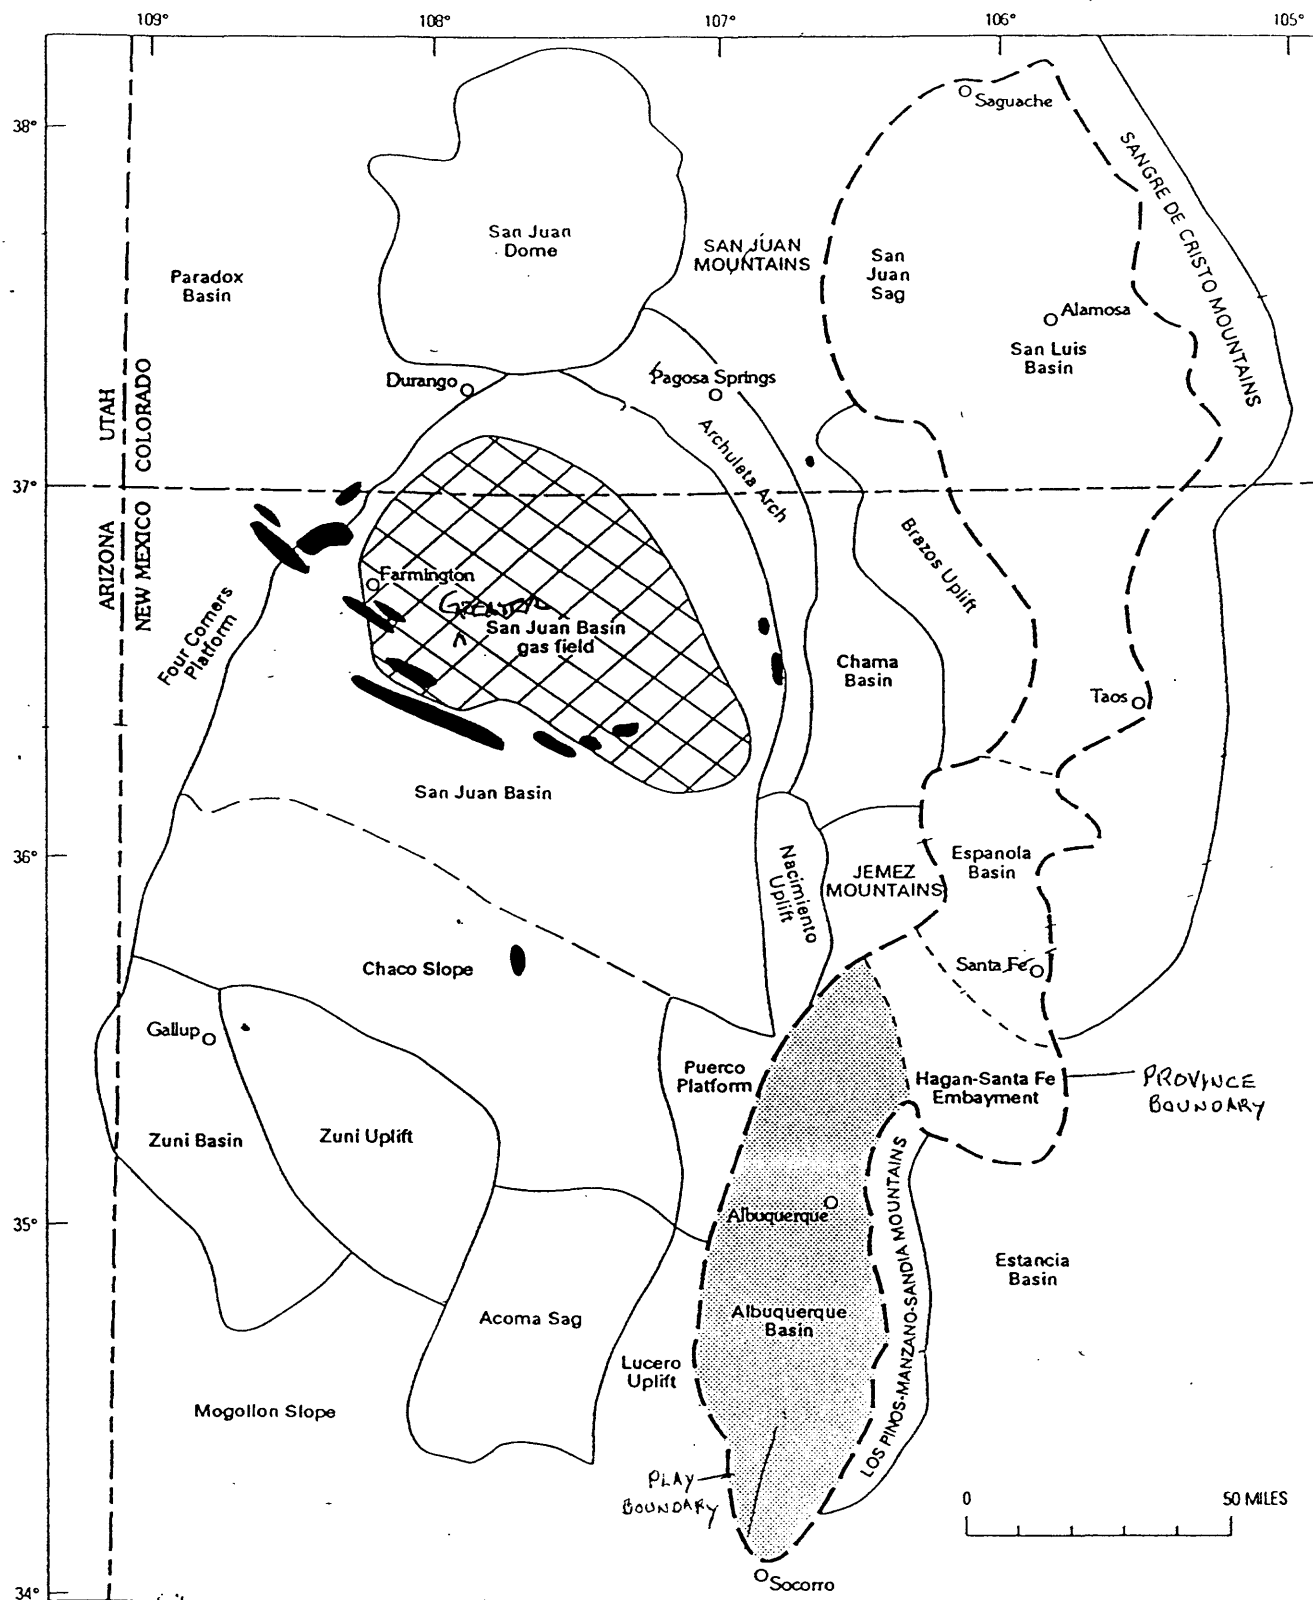 109°
108°
107°
106°
105°
38°
Saguache
SANGRE DE CRISTO MOUNTAINS
San Juan
Dome
SAN JUAN
MOUNTAINS
San
Juan
Sag
Paradox
Basin
Alamosa
San Luis
Basin
Durango
Pagosa Springs
UTAH
COLORADO
Archuleta Arch
37°
ARIZONA
NEW MEXICO
Brazos Uplift
Farmington
CENTRAL
San Juan Basin
gas field
Four Corners
Platform
Chama
Basin
Taos
San Juan Basin
36°
Nacimiento
Uplift
JEMEZ
MOUNTAINS
Espanola
Basin
Chaco Slope
Santa Fe
Gallup
Puerco
Platform
Hagan-Santa Fe
Embayment
PROVINCE
BOUNDARY
Zuni Basin
Zuni Uplift
LOS PINOS-MANZANO-SANDIA MOUNTAINS
35°
Albuquerque
Estancia
Basin
Acoma Sag
Albuquerque
Basin
Lucero
Uplift
Mogollon Slope
PLAY
BOUNDARY
0
50 MILES
Socorro
34°